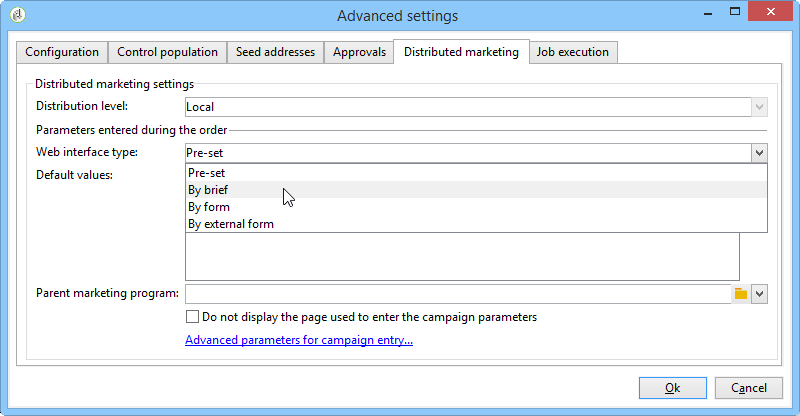 Advanced settings
Configuration Control population Seed addresses Approvals Distributed marketing Job execution
Distributed marketing settings
Distribution level: Local
Parameters entered during the order
Web interface type: Pre-set
Default values: Pre-set
By brief
By form
By external form
Parent marketing program:
Do not display the page used to enter the campaign parameters
Advanced parameters for campaign entry...
Ok Cancel